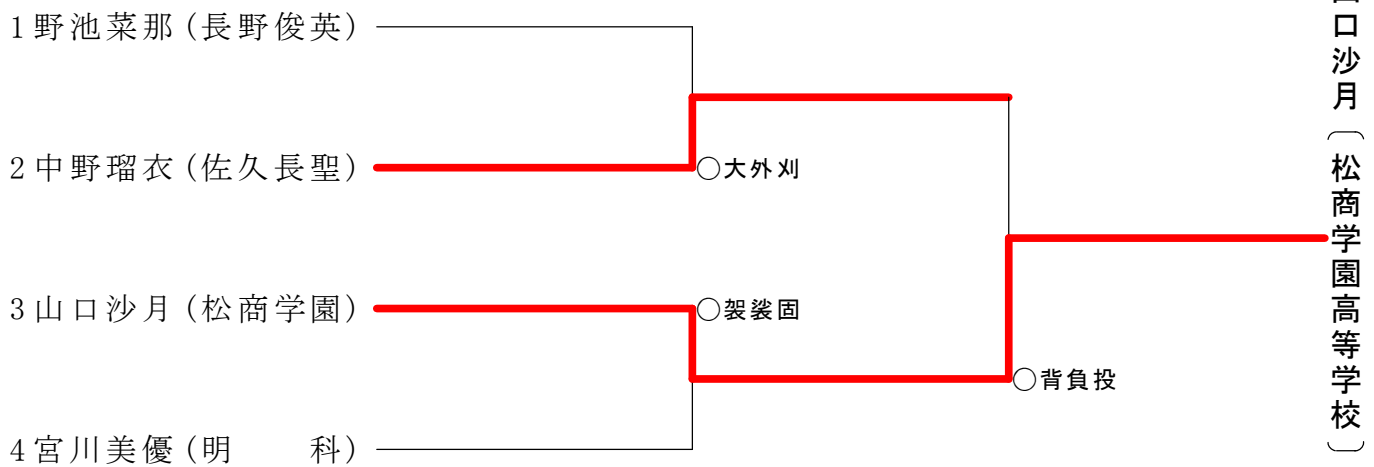 1野池菜那(長野俊英)
2中野瑠衣(佐久長聖)
○大外刈
3山口沙月(松商学園)
○袈裟固
○背負投
4宮川美優(明　　科)
山口沙月（松商学園高等学校）